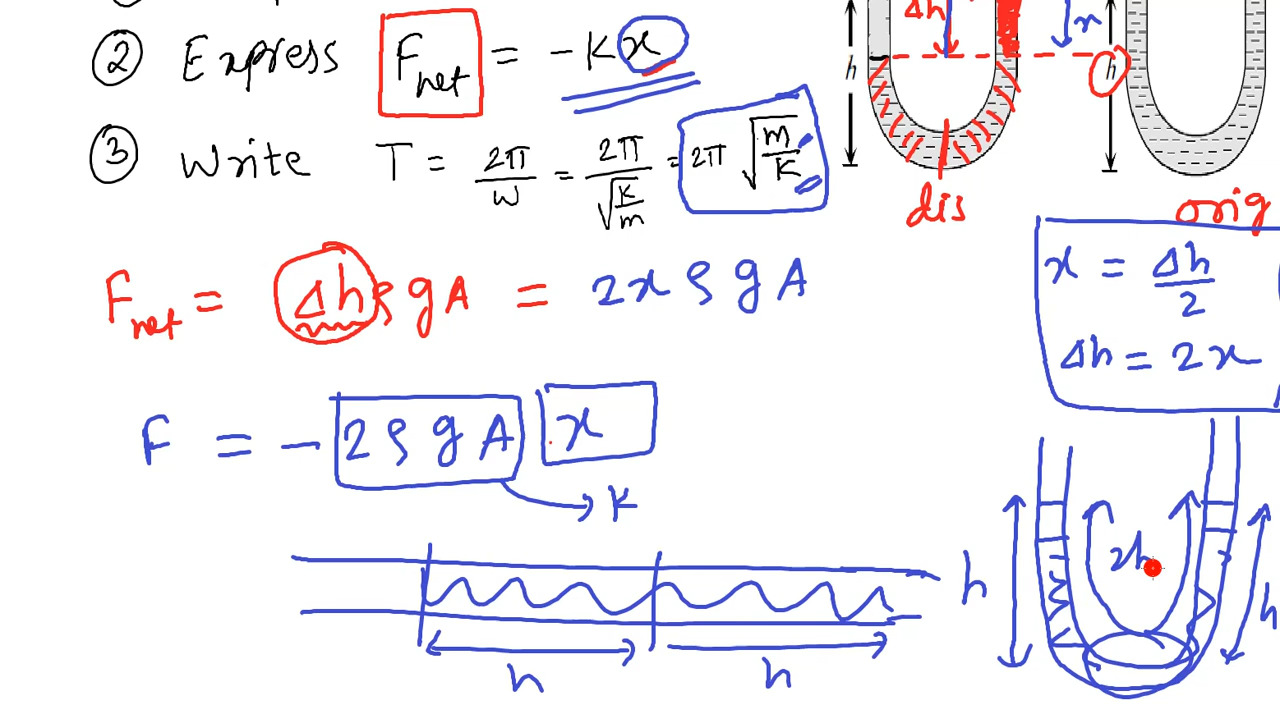 ② Express F_net = -Kx
③ Write T = 2π/ω = 2π/√(K/m) = 2π √(m/K)
Δh
x
h
h
dis
orig
F_net = Δh ρ g A = 2x ρ g A
x = Δh/2
Δh = 2x
F = - 2 ρ g A x
→ K
h
h
h
2h
h